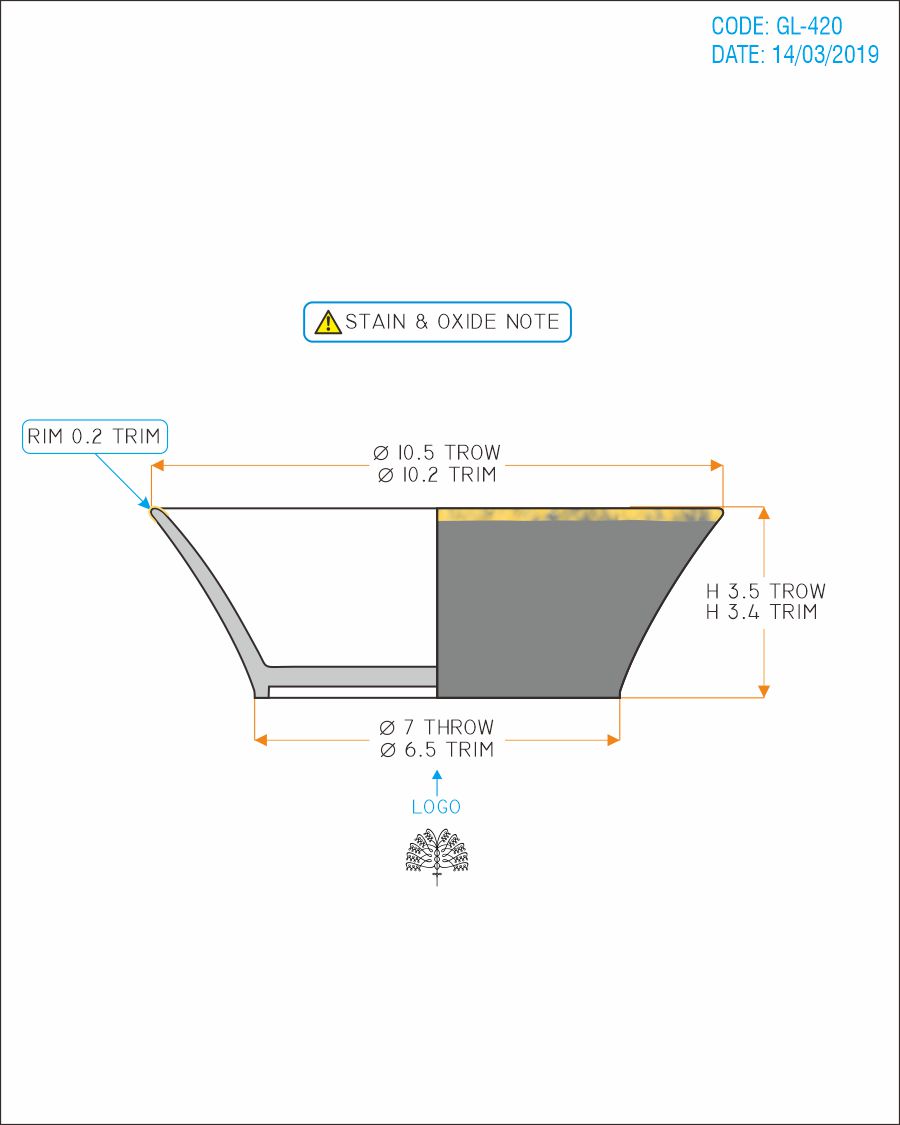 CODE: GL-420
DATE: 14/03/2019
STAIN & OXIDE NOTE
RIM 0.2 TRIM
Ø 10.5 TROW
Ø 10.2 TRIM
H 3.5 TROW
H 3.4 TRIM
Ø 7 THROW
Ø 6.5 TRIM
LOGO